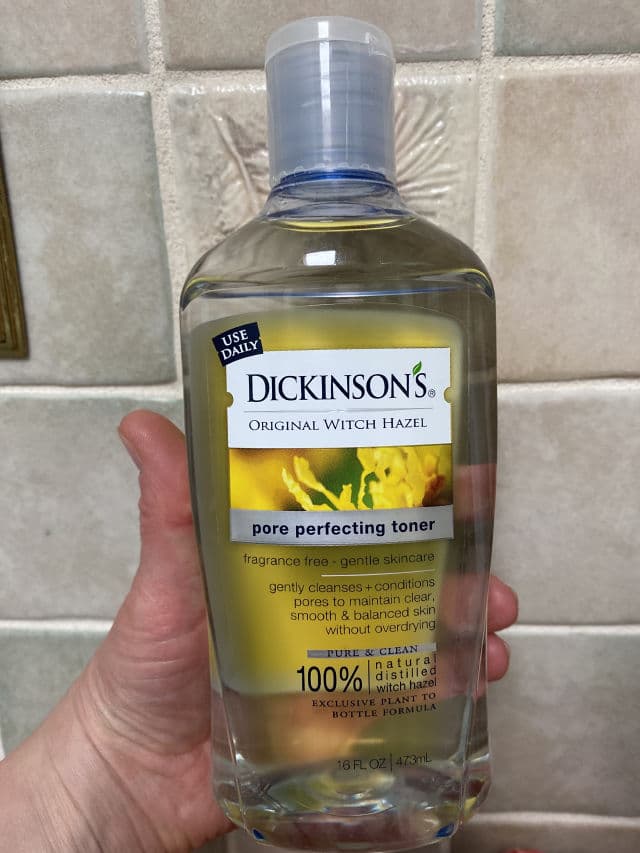 USE
DAILY
DICKINSON'S®
ORIGINAL WITCH HAZEL
pore perfecting toner
fragrance free - gentle skincare
gently cleanses + conditions
pores to maintain clear,
smooth & balanced skin
without overdrying
PURE & CLEAN
100% natural
distilled
witch hazel
EXCLUSIVE PLANT TO
BOTTLE FORMULA
16 FL OZ | 473mL